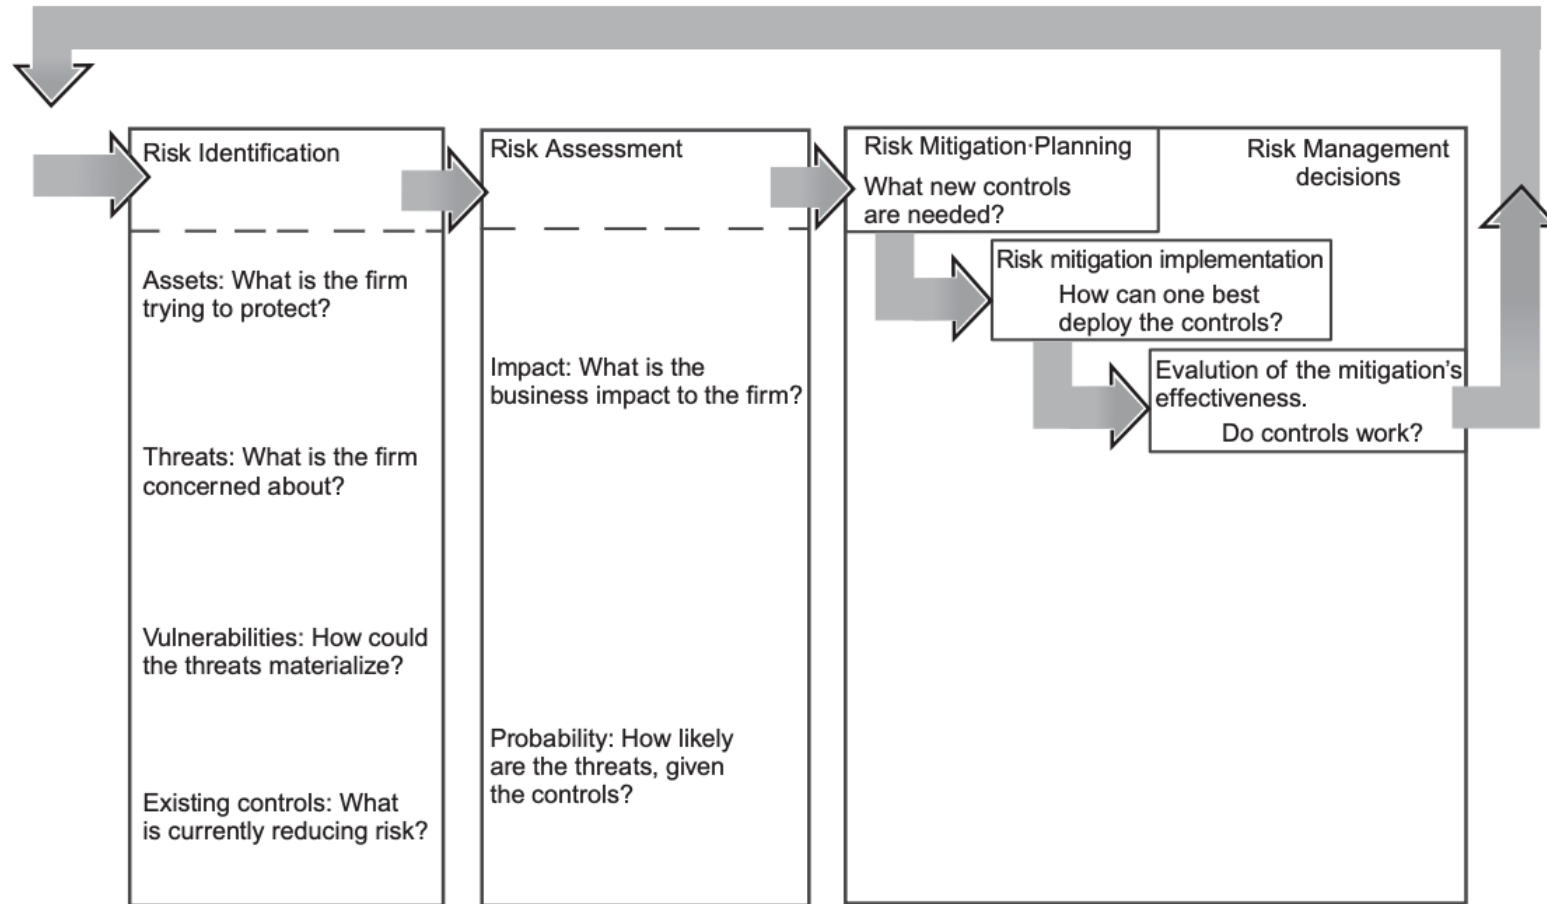 Risk Identification
Assets: What is the firm
trying to protect?
Threats: What is the firm
concerned about?
Vulnerabilities: How could
the threats materialize?
Existing controls: What
is currently reducing risk?
Risk Assessment
Impact: What is the
business impact to the firm?
Probability: How likely
are the threats, given
the controls?
Risk Mitigation·Planning
What new controls
are needed?
Risk Management
decisions
Risk mitigation implementation
How can one best
deploy the controls?
Evalution of the mitigation’s
effectiveness.
Do controls work?